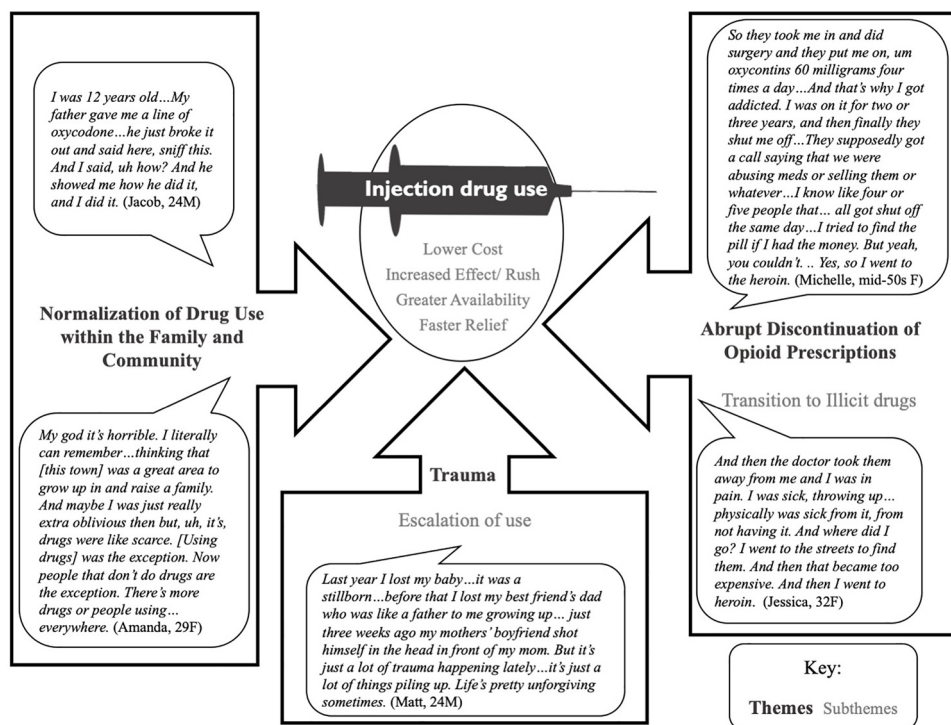 I was 12 years old…My
father gave me a line of
oxycodone…he just broke it
out and said here, sniff this.
And I said, uh how? And he
showed me how he did it,
and I did it. (Jacob, 24M)
Normalization of Drug Use
within the Family and
Community
My god it’s horrible. I literally
can remember…thinking that
[this town] was a great area to
grow up in and raise a family.
And maybe I was just really
extra oblivious then but, uh, it’s,
drugs were like scarce. [Using
drugs] was the exception. Now
people that don’t do drugs are
the exception. There’s more
drugs or people using…
everywhere. (Amanda, 29F)
Injection drug use
Lower Cost
Increased Effect/ Rush
Greater Availability
Faster Relief
Trauma
Escalation of use
Last year I lost my baby…it was a
stillborn…before that I lost my best friend’s dad
who was like a father to me growing up… just
three weeks ago my mothers’ boyfriend shot
himself in the head in front of my mom. But it’s
just a lot of trauma happening lately…it’s just a
lot of things piling up. Life’s pretty unforgiving
sometimes. (Matt, 24M)
So they took me in and did
surgery and they put me on, um
oxycontins 60 milligrams four
times a day…And that’s why I got
addicted. I was on it for two or
three years, and then finally they
shut me off…They supposedly got
a call saying that we were
abusing meds or selling them or
whatever…I know like four or
five people that… all got shut off
the same day…I tried to find the
pill if I had the money. But yeah,
you couldn’t. .. Yes, so I went to
the heroin. (Michelle, mid-50s F)
Abrupt Discontinuation of
Opioid Prescriptions
Transition to Illicit drugs
And then the doctor took them
away from me and I was in
pain. I was sick, throwing up…
physically was sick from it, from
not having it. And where did I
go? I went to the streets to find
them. And then that became too
expensive. And then I went to
heroin. (Jessica, 32F)
Key:
Themes Subthemes